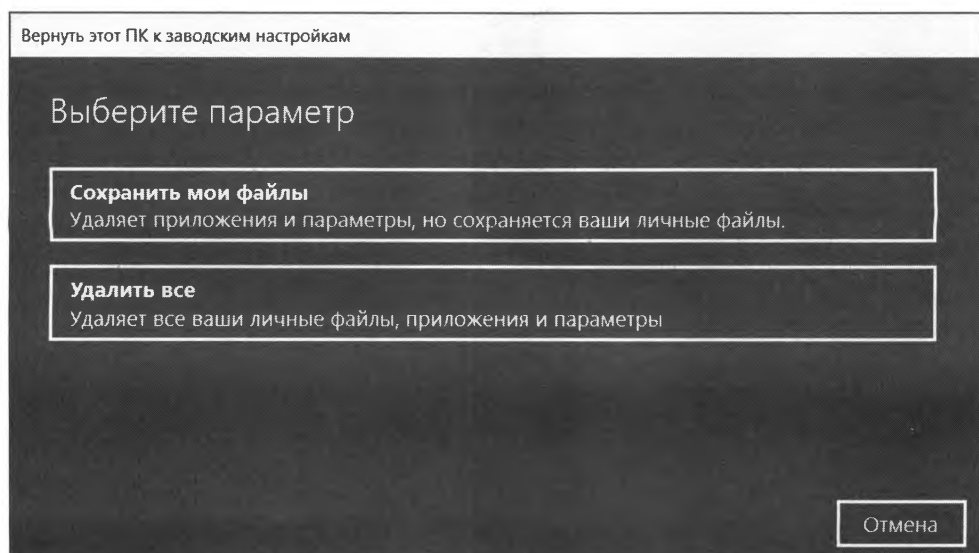 Вернуть этот ПК к заводским настройкам
Выберите параметр
Сохранить мои файлы
Удаляет приложения и параметры, но сохраняется ваши личные файлы.
Удалить все
Удаляет все ваши личные файлы, приложения и параметры
Отмена